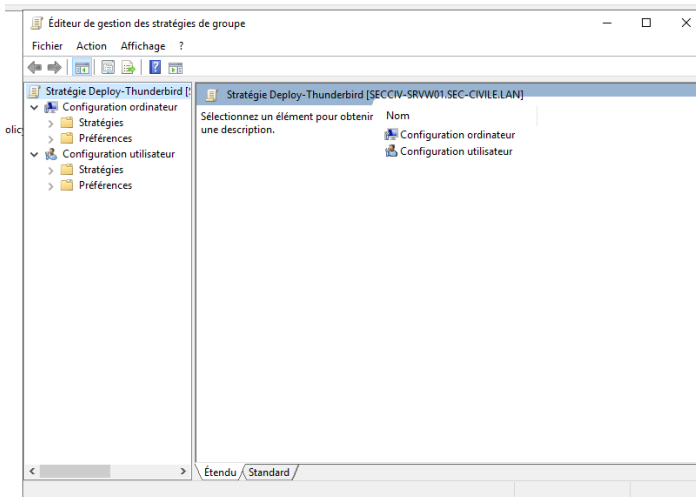 Éditeur de gestion des stratégies de groupe
Fichier Action Affichage ?
Stratégie Deploy-Thunderbird [
Configuration ordinateur
Stratégies
Préférences
Configuration utilisateur
Stratégies
Préférences
Stratégie Deploy-Thunderbird [SECCIV-SRVW01.SEC-CIVILE.LAN]
Sélectionnez un élément pour obtenir
une description.
Nom
Configuration ordinateur
Configuration utilisateur
Étendu Standard